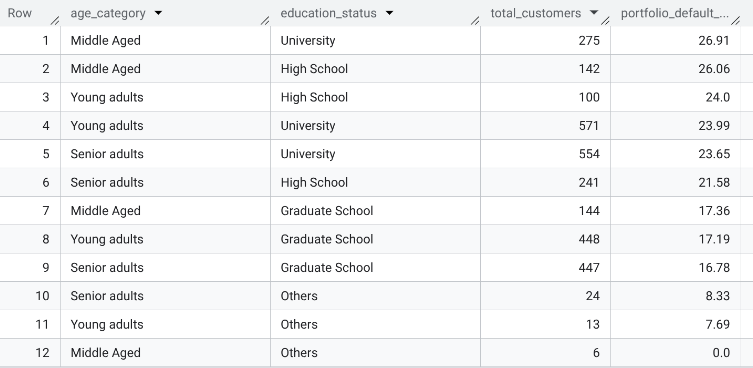 Row age_category education_status total_customers portfolio_default_...
1 Middle Aged University 275 26.91
2 Middle Aged High School 142 26.06
3 Young adults High School 100 24.0
4 Young adults University 571 23.99
5 Senior adults University 554 23.65
6 Senior adults High School 241 21.58
7 Middle Aged Graduate School 144 17.36
8 Young adults Graduate School 448 17.19
9 Senior adults Graduate School 447 16.78
10 Senior adults Others 24 8.33
11 Young adults Others 13 7.69
12 Middle Aged Others 6 0.0